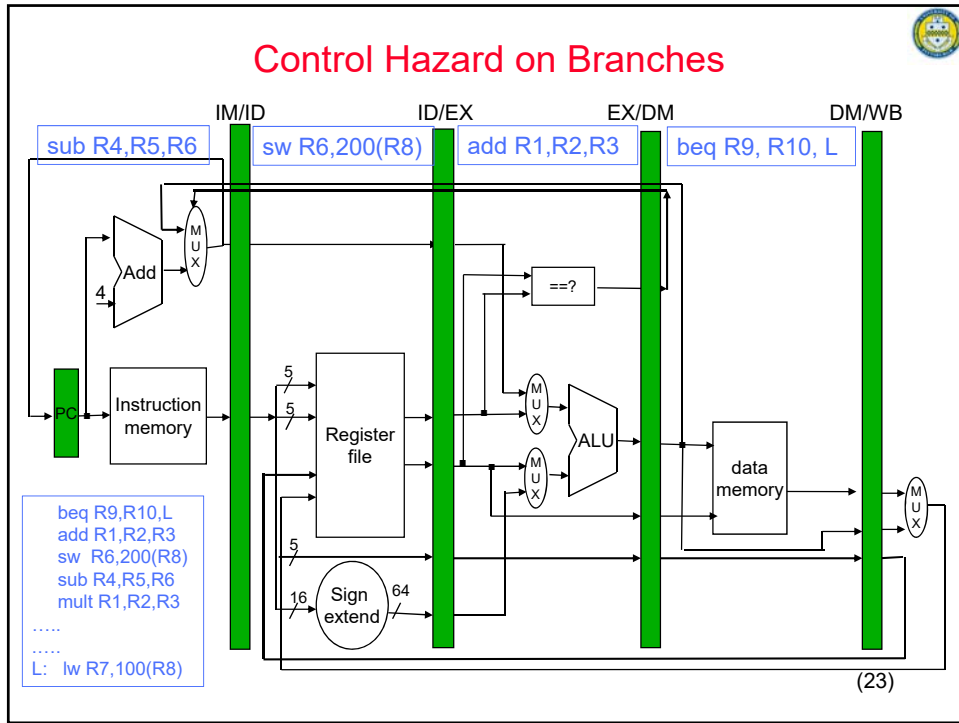 Control Hazard on Branches
IM/ID
ID/EX
EX/DM
DM/WB
sub R4,R5,R6
sw R6,200(R8)
add R1,R2,R3
beq R9, R10, L
M
U
X
Add
4
==?
PC
Instruction
memory
5
5
Register
file
M
U
X
M
U
X
ALU
data
memory
M
U
X
5
16
Sign
extend
64
beq R9,R10,L
add R1,R2,R3
sw R6,200(R8)
sub R4,R5,R6
mult R1,R2,R3
.....
.....
L: lw R7,100(R8)
(23)